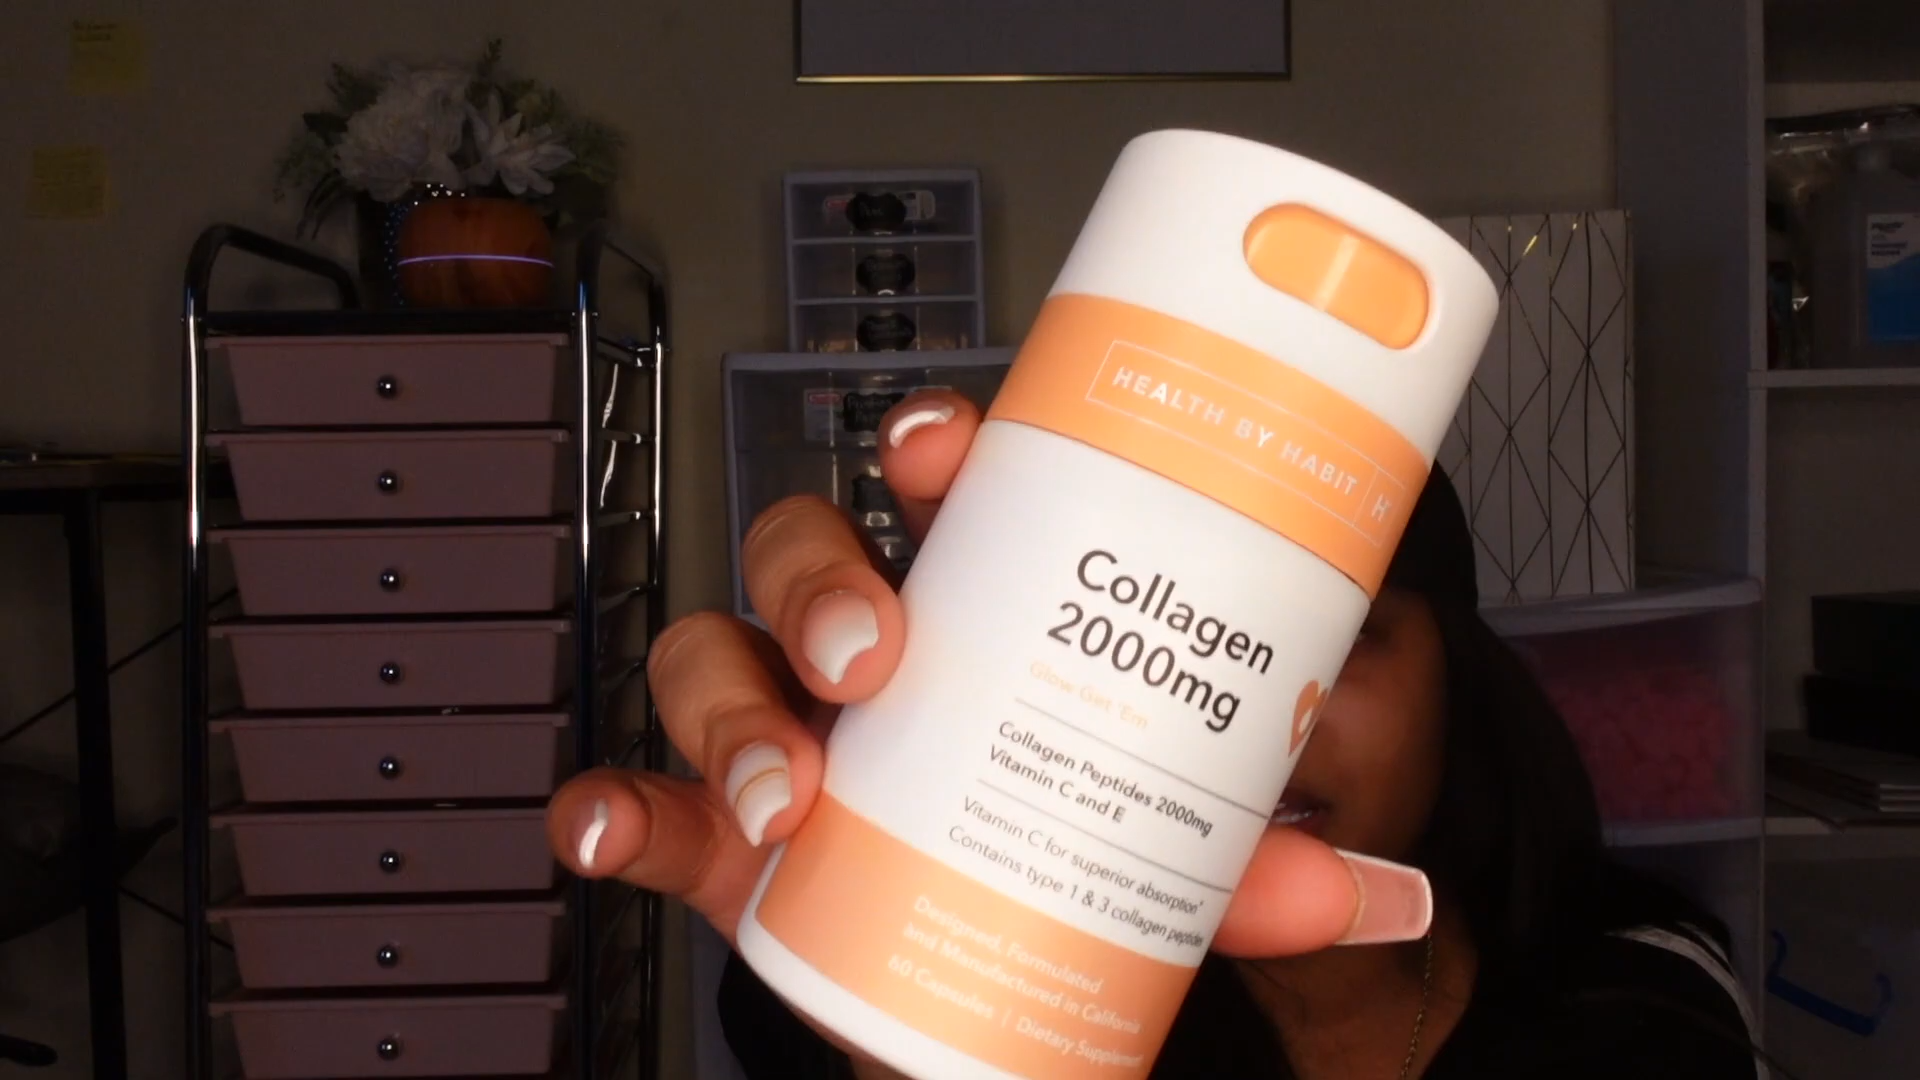 HEALTH BY HABIT H
Collagen
2000mg
Glow Get 'Em
Collagen Peptides 2000mg
Vitamin C and E
Vitamin C for superior absorption*
Contains type 1 & 3 collagen peptides
Designed, Formulated
and Manufactured in California
60 Capsules | Dietary Supplement